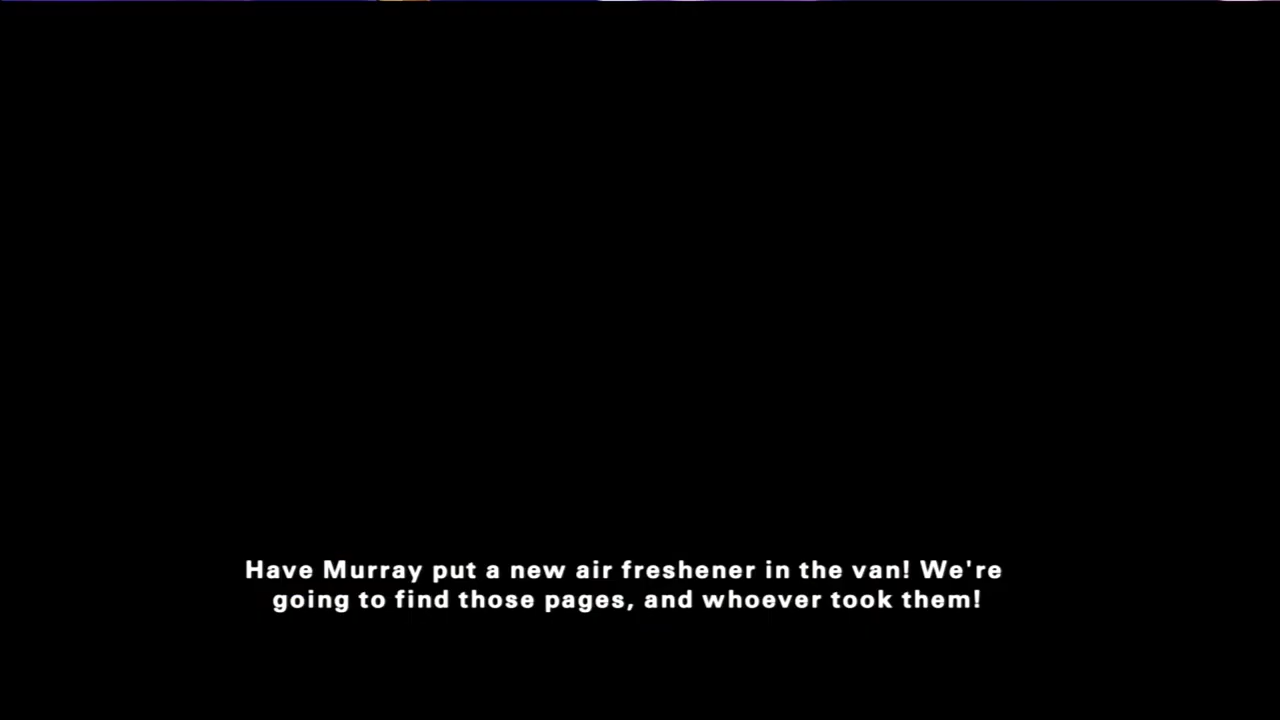 Have Murray put a new air freshener in the van! We're
going to find those pages, and whoever took them!